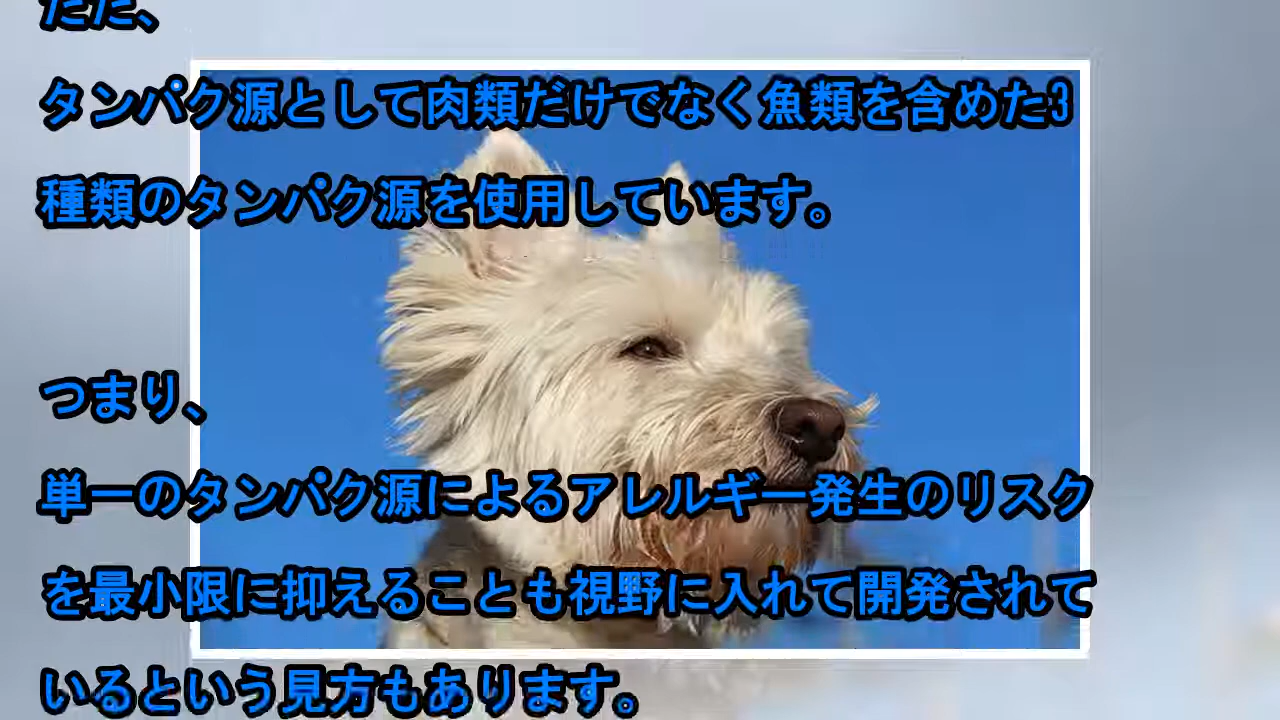 ただ、
タンパク源として肉類だけでなく魚類を含めた3
種類のタンパク源を使用しています。
つまり、
単一のタンパク源によるアレルギー発生のリスク
を最小限に抑えることも視野に入れて開発されて
いるという見方もあります。